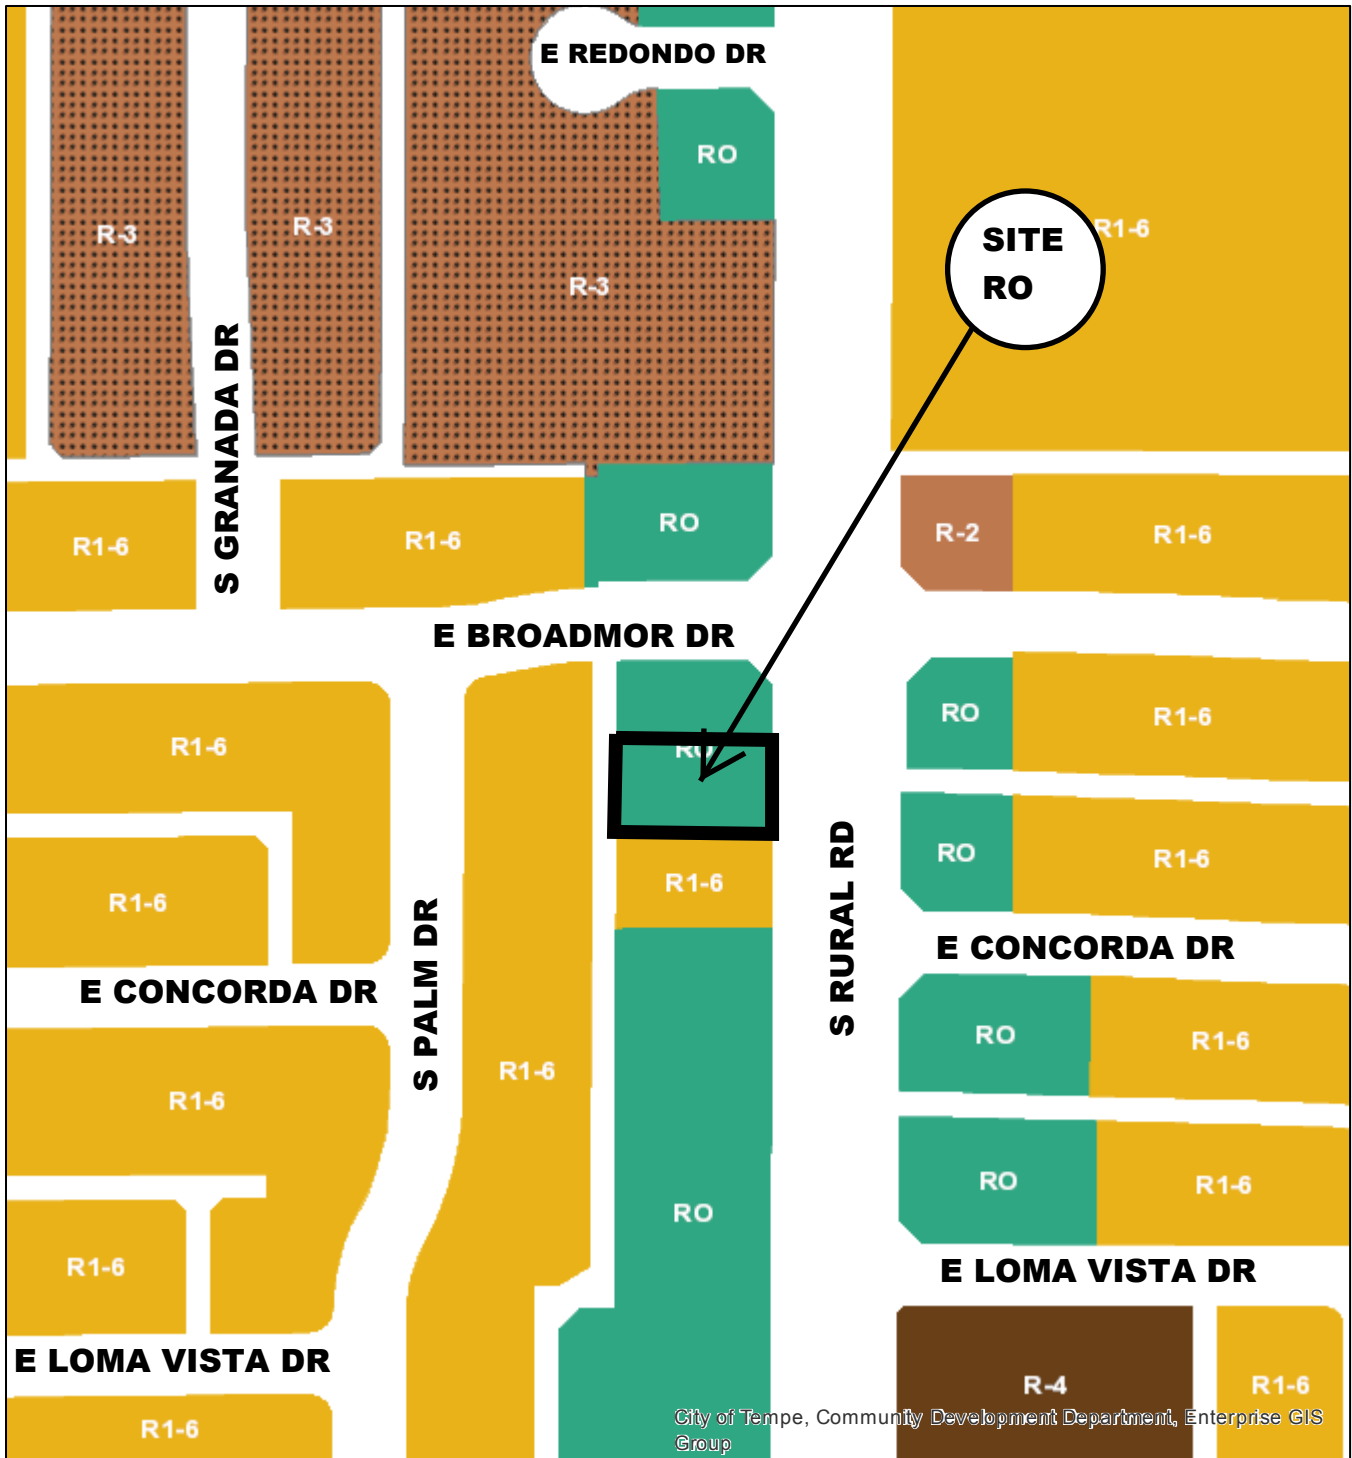 E REDONDO DR
RO
R-3
R-3
R-3
SITE
RO
R1-6
S GRANADA DR
R1-6
R1-6
RO
R-2
R1-6
E BROADMOR DR
R1-6
RO
RO
R1-6
R1-6
R1-6
RO
R1-6
S RURAL RD
S PALM DR
E CONCORDA DR
E CONCORDA DR
R1-6
R1-6
RO
R1-6
RO
RO
R1-6
R1-6
E LOMA VISTA DR
E LOMA VISTA DR
R1-6
R-4
R1-6
City of Tempe, Community Development Department, Enterprise GIS
Group